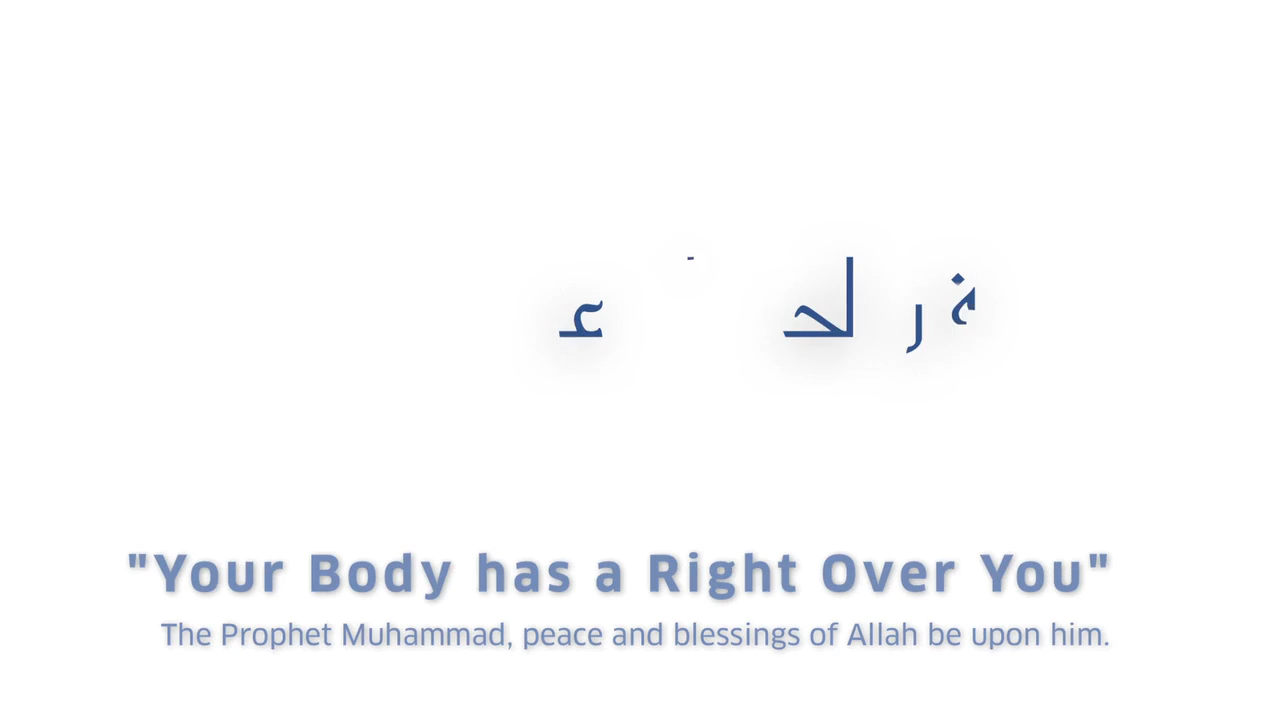 "Your Body has a Right Over You"
The Prophet Muhammad, peace and blessings of Allah be upon him.